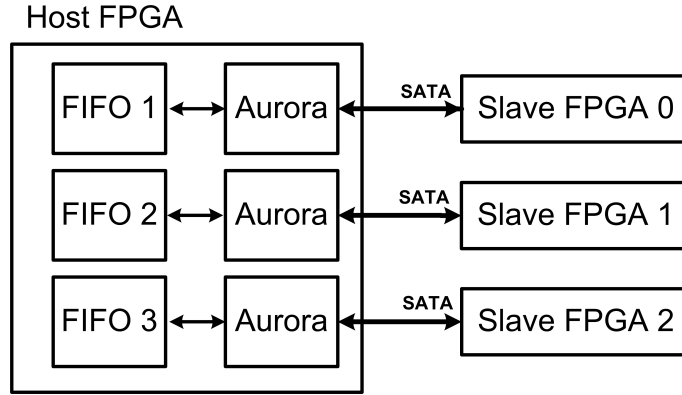 Host FPGA
FIFO 1
Aurora
SATA
Slave FPGA 0
FIFO 2
Aurora
SATA
Slave FPGA 1
FIFO 3
Aurora
SATA
Slave FPGA 2